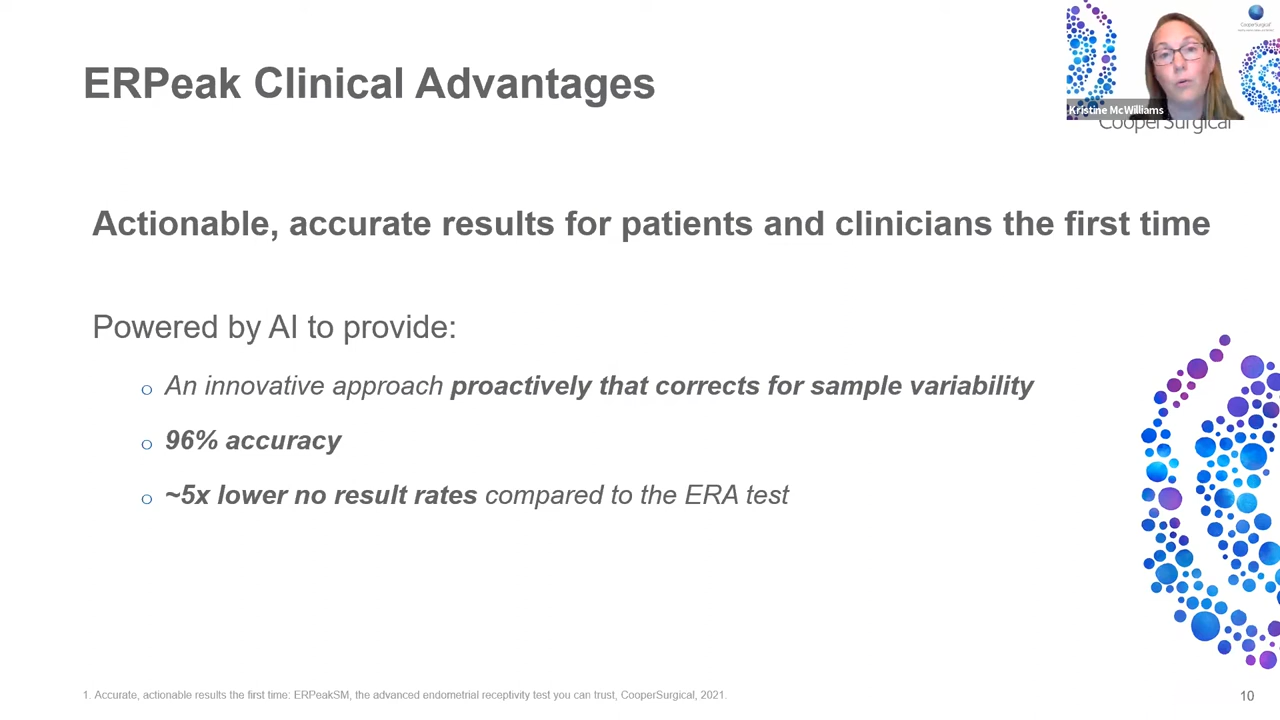 ERPeak Clinical Advantages
Kristine McWilliams
CooperSurgical
CooperSurgical
Actionable, accurate results for patients and clinicians the first time
Powered by AI to provide:
An innovative approach proactively that corrects for sample variability
96% accuracy
~5x lower no result rates compared to the ERA test
1. Accurate, actionable results the first time: ERPeakSM, the advanced endometrial receptivity test you can trust, CooperSurgical, 2021.
10